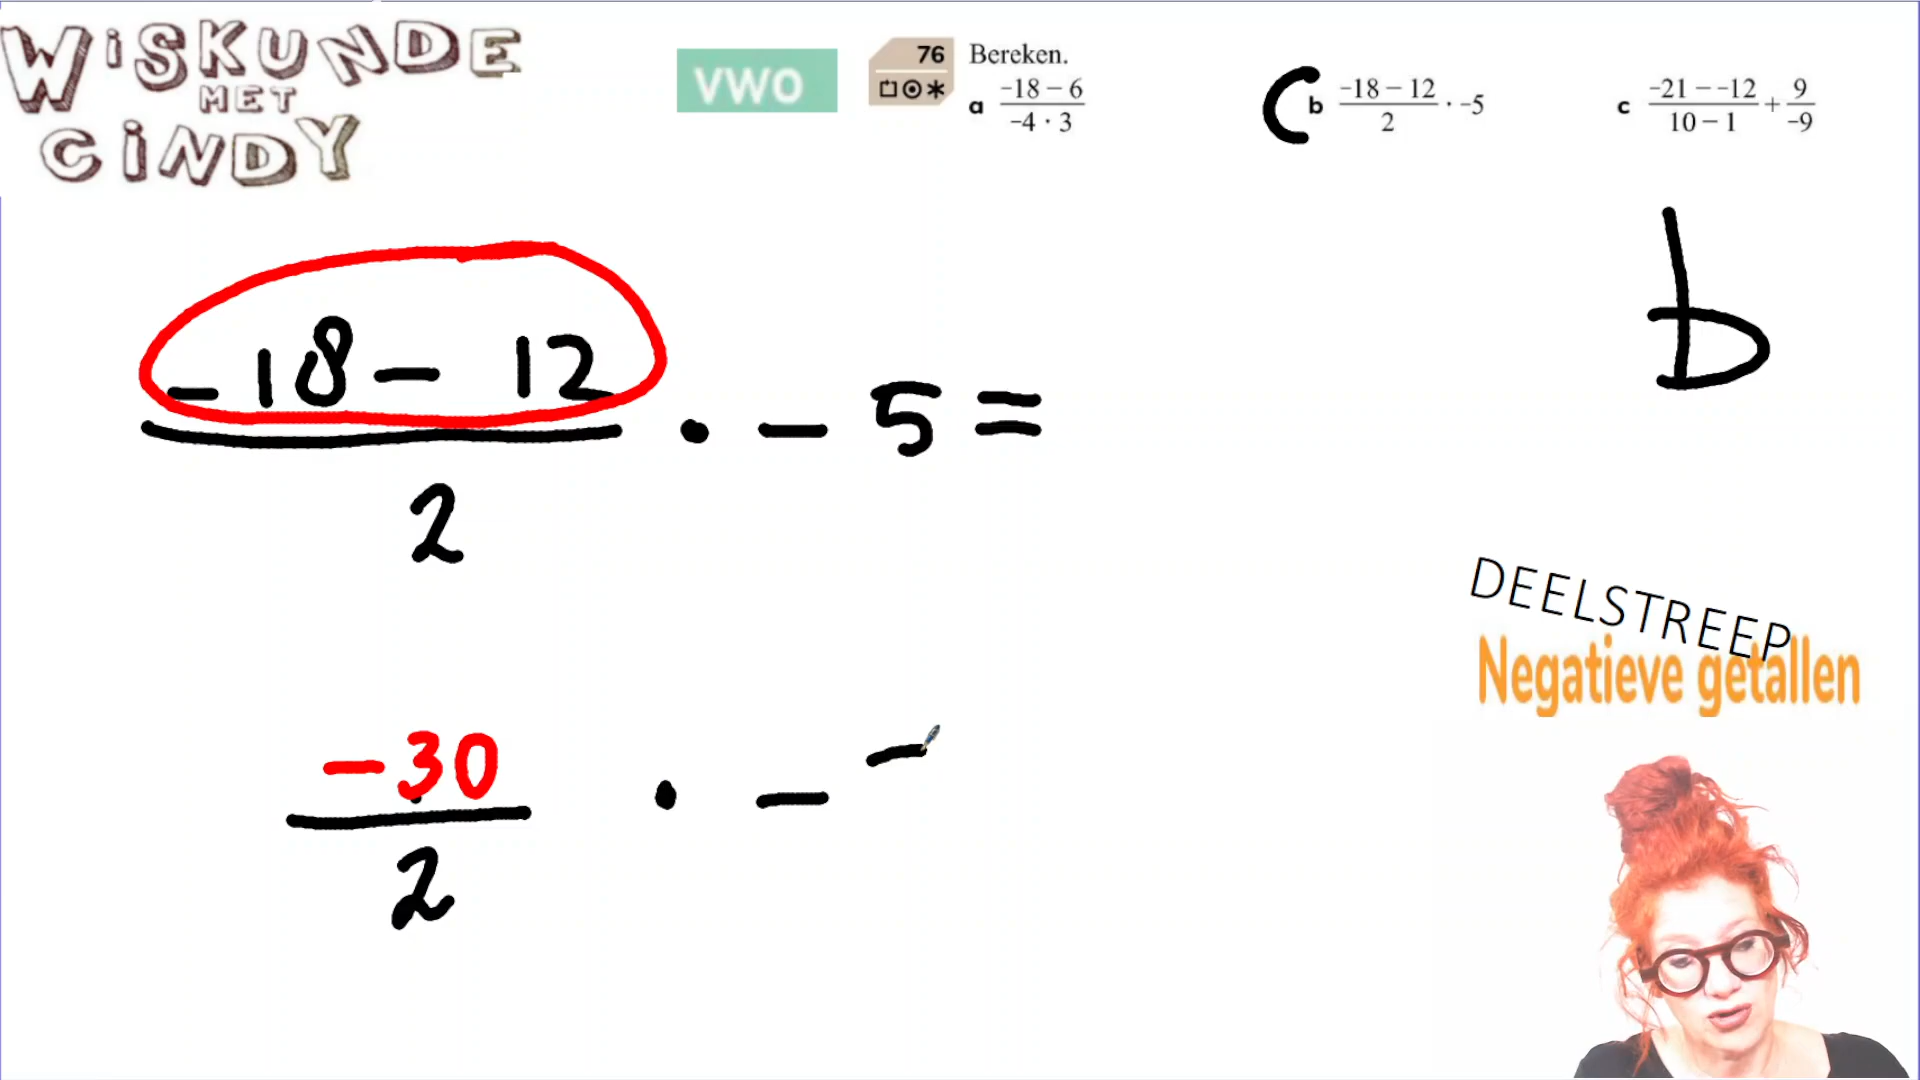 WiSKUNDE
MET
CiNDY
VWO
76 Bereken.
a (-18 – 6)/(-4 · 3)
b (-18 – 12)/2 · -5
c (-21 – -12)/(10 – 1) + 9/-9
b
(- 18 - 12)/2 · - 5 =
DEELSTREEP
Negatieve getallen
-30/2 · -